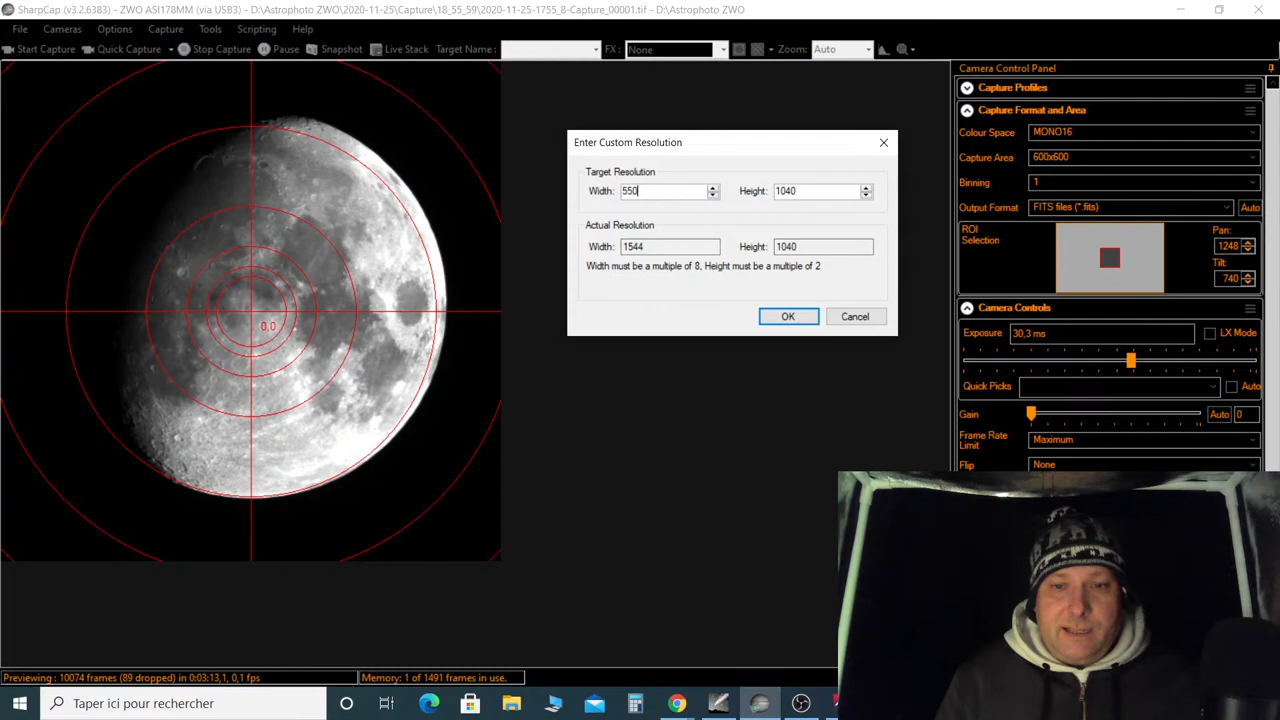 SharpCap (v3.2.6383) - ZWO ASI178MM (via USB3) - D:\Astrophoto ZWO\2020-11-25\Capture\18_55_59\2020-11-25-1755_8-Capture_00001.tif - D:\Astrophoto ZWO
File Cameras Options Capture Tools Scripting Help
Start Capture Quick Capture Stop Capture Pause Snapshot Live Stack Target Name : FX : None Zoom: Auto
Camera Control Panel
Capture Profiles
Capture Format and Area
Colour Space MONO16
Capture Area 600x600
Binning 1
Output Format FITS files (*.fits) Auto
ROI Selection
Pan: 1248
Tilt: 740
Camera Controls
Exposure 30,3 ms LX Mode
Quick Picks Auto
Gain Auto 0
Frame Rate Limit Maximum
Flip None
Enter Custom Resolution
Target Resolution
Width: 550 Height: 1040
Actual Resolution
Width: 1544 Height: 1040
Width must be a multiple of 8, Height must be a multiple of 2
OK Cancel
0,0
Previewing : 10074 frames (89 dropped) in 0:03:13,1, 0,1 fps Memory: 1 of 1491 frames in use.
Taper ici pour rechercher